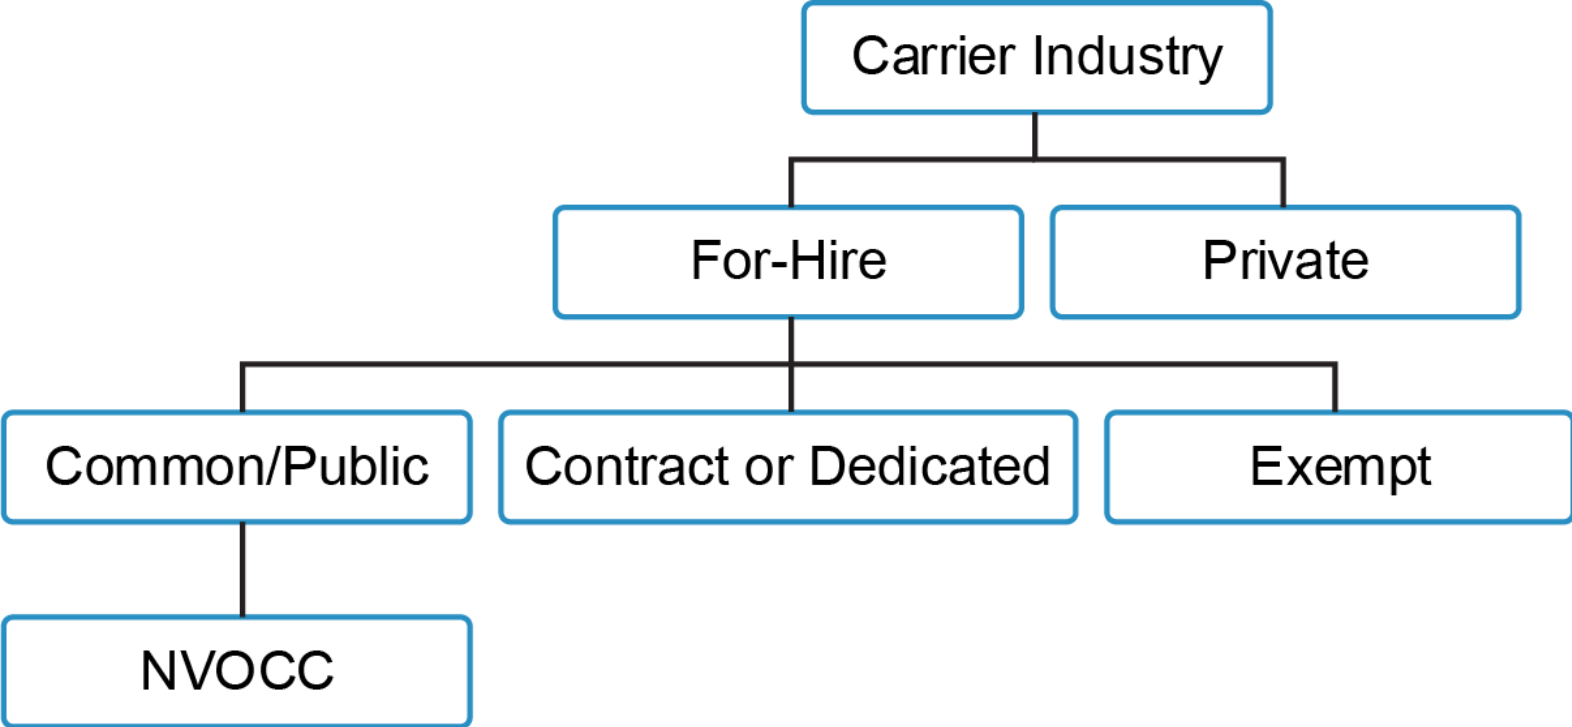 Carrier Industry
For-Hire
Private
Common/Public
Contract or Dedicated
Exempt
NVOCC